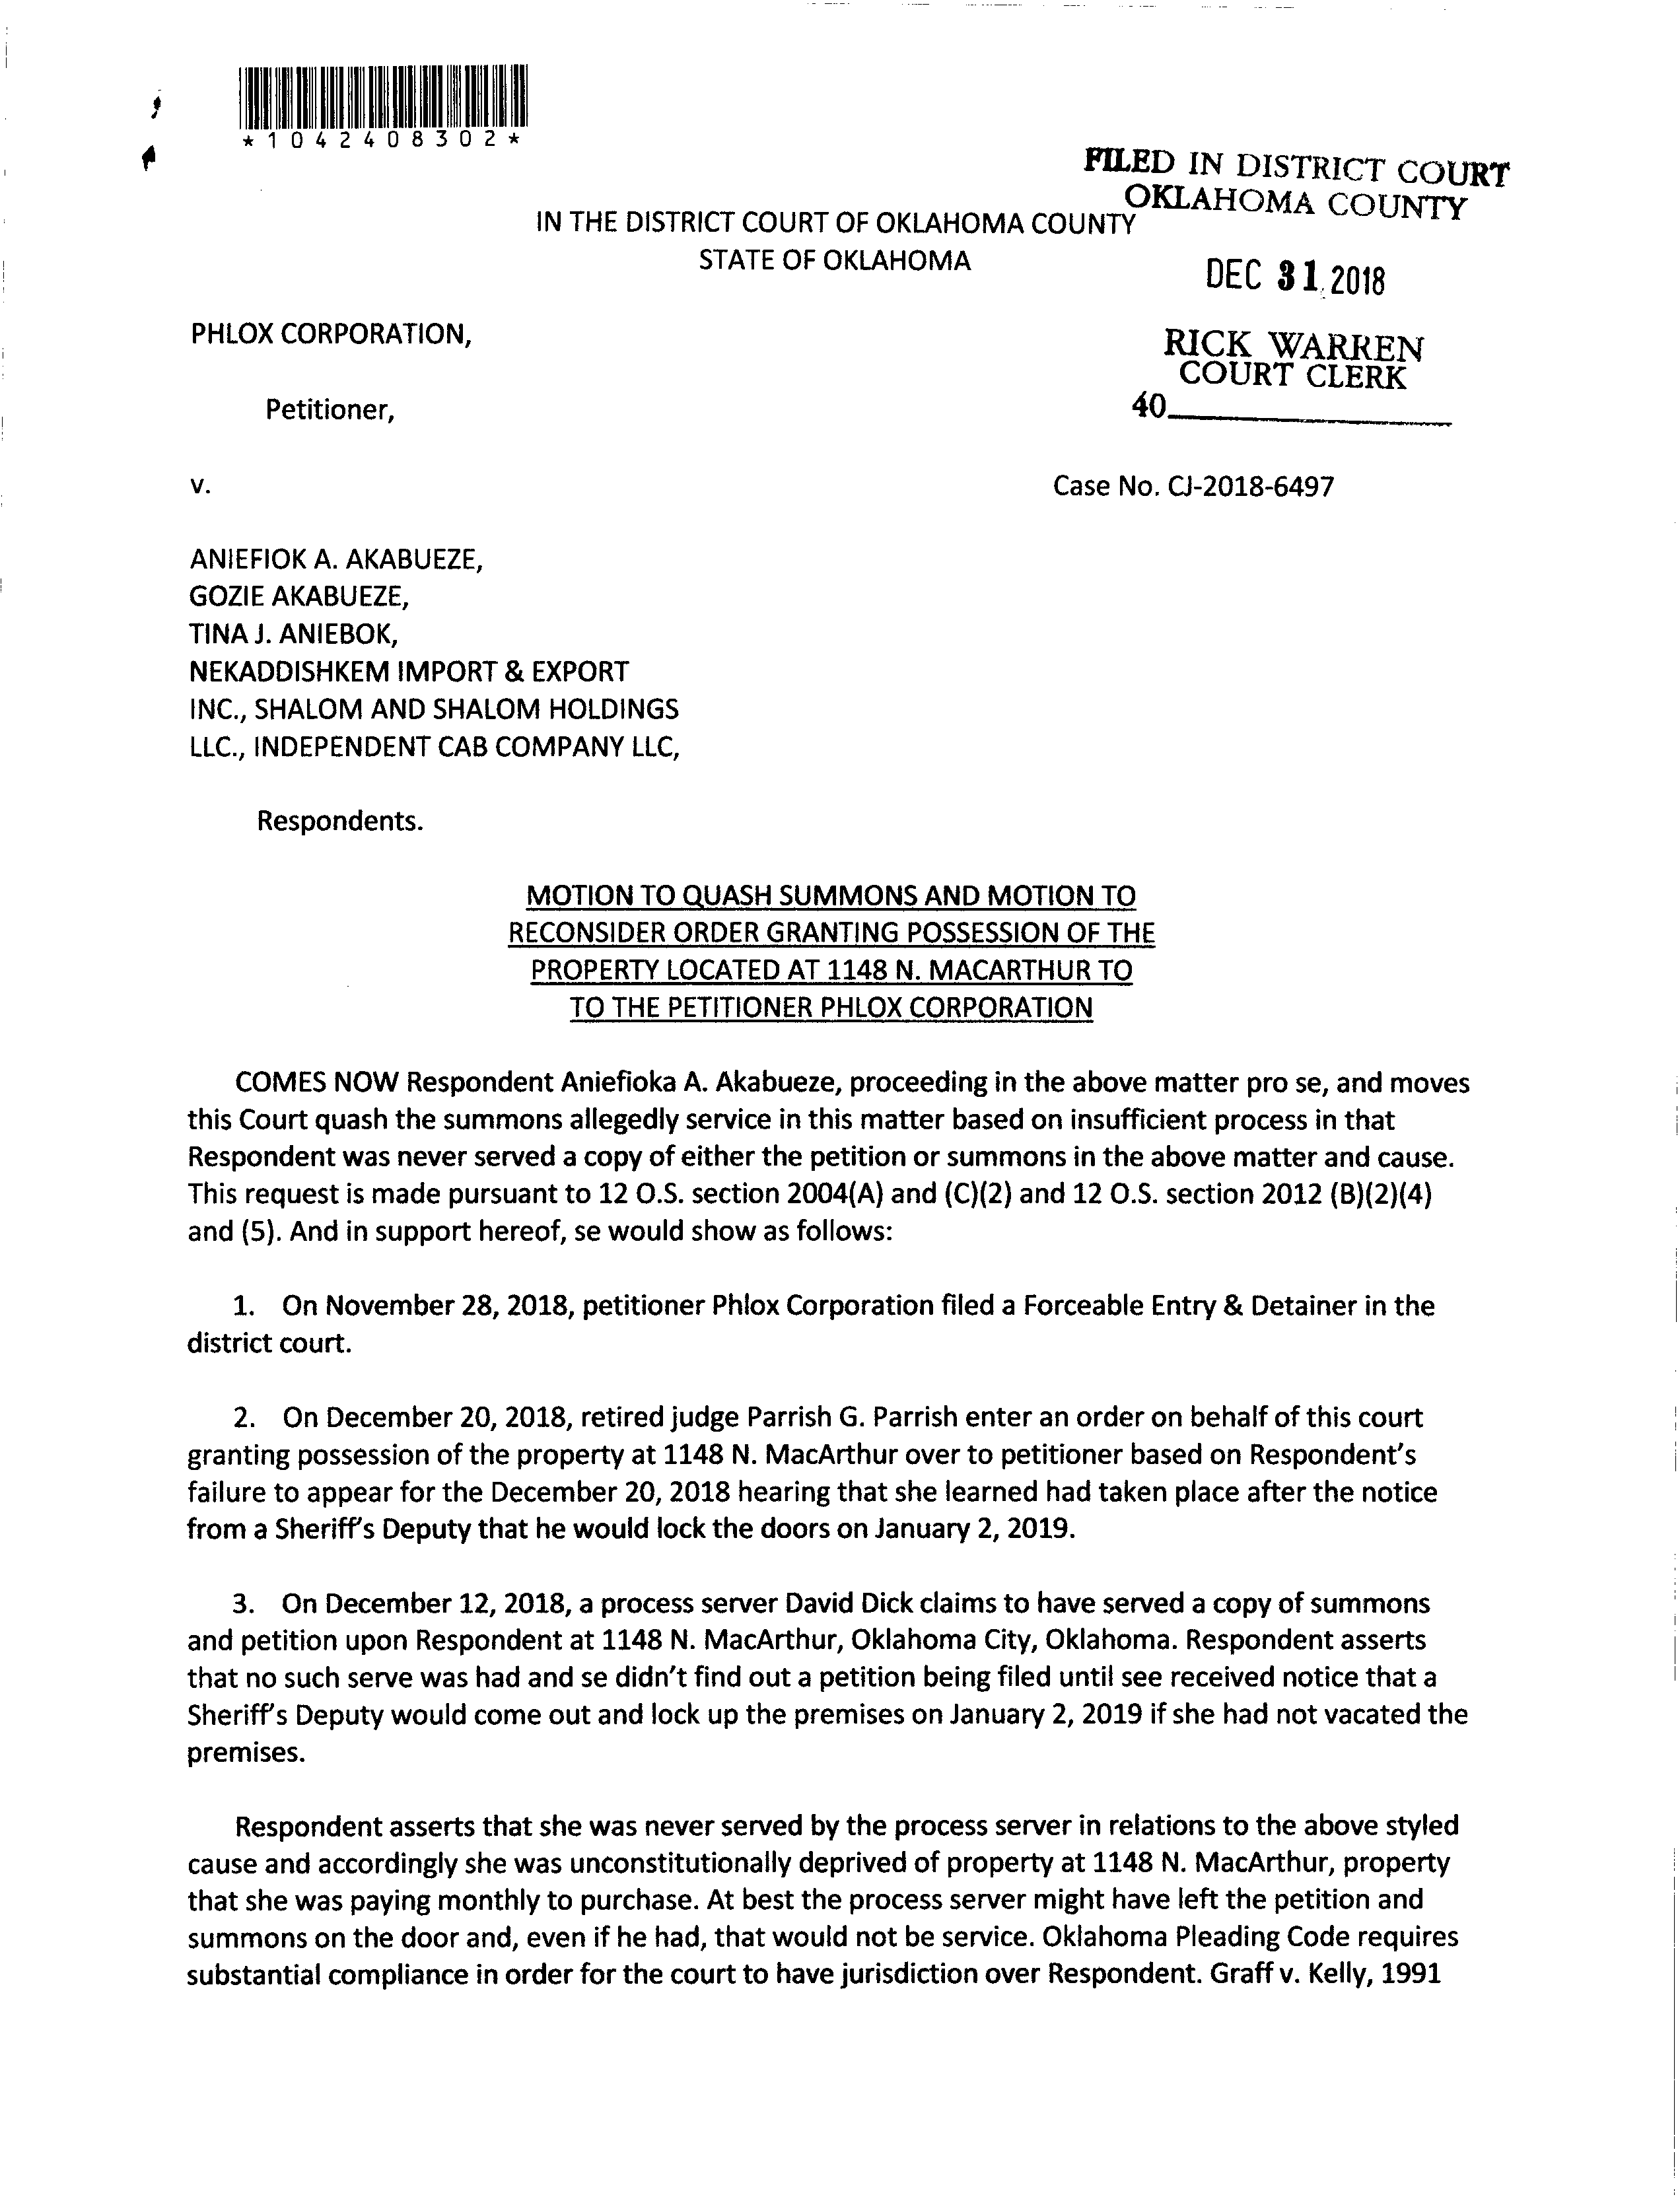 *1042408302*
FILED IN DISTRICT COURT
OKLAHOMA COUNTY
IN THE DISTRICT COURT OF OKLAHOMA COUNTY
STATE OF OKLAHOMA
DEC 31 2018
PHLOX CORPORATION,
RICK WARREN
COURT CLERK
Petitioner,
40
v.
Case No. CJ-2018-6497
ANIEFIOK A. AKABUEZE,
GOZIE AKABUEZE,
TINA J. ANIEBOK,
NEKADDISHKEM IMPORT & EXPORT
INC., SHALOM AND SHALOM HOLDINGS
LLC., INDEPENDENT CAB COMPANY LLC,
Respondents.
MOTION TO QUASH SUMMONS AND MOTION TO
RECONSIDER ORDER GRANTING POSSESSION OF THE
PROPERTY LOCATED AT 1148 N. MACARTHUR TO
TO THE PETITIONER PHLOX CORPORATION
COMES NOW Respondent Aniefioka A. Akabueze, proceeding in the above matter pro se, and moves
this Court quash the summons allegedly service in this matter based on insufficient process in that
Respondent was never served a copy of either the petition or summons in the above matter and cause.
This request is made pursuant to 12 O.S. section 2004(A) and (C)(2) and 12 O.S. section 2012 (B)(2)(4)
and (5). And in support hereof, se would show as follows:
1. On November 28, 2018, petitioner Phlox Corporation filed a Forceable Entry & Detainer in the
district court.
2. On December 20, 2018, retired judge Parrish G. Parrish enter an order on behalf of this court
granting possession of the property at 1148 N. MacArthur over to petitioner based on Respondent's
failure to appear for the December 20, 2018 hearing that she learned had taken place after the notice
from a Sheriff's Deputy that he would lock the doors on January 2, 2019.
3. On December 12, 2018, a process server David Dick claims to have served a copy of summons
and petition upon Respondent at 1148 N. MacArthur, Oklahoma City, Oklahoma. Respondent asserts
that no such serve was had and se didn't find out a petition being filed until see received notice that a
Sheriff's Deputy would come out and lock up the premises on January 2, 2019 if she had not vacated the
premises.
Respondent asserts that she was never served by the process server in relations to the above styled
cause and accordingly she was unconstitutionally deprived of property at 1148 N. MacArthur, property
that she was paying monthly to purchase. At best the process server might have left the petition and
summons on the door and, even if he had, that would not be service. Oklahoma Pleading Code requires
substantial compliance in order for the court to have jurisdiction over Respondent. Graff v. Kelly, 1991